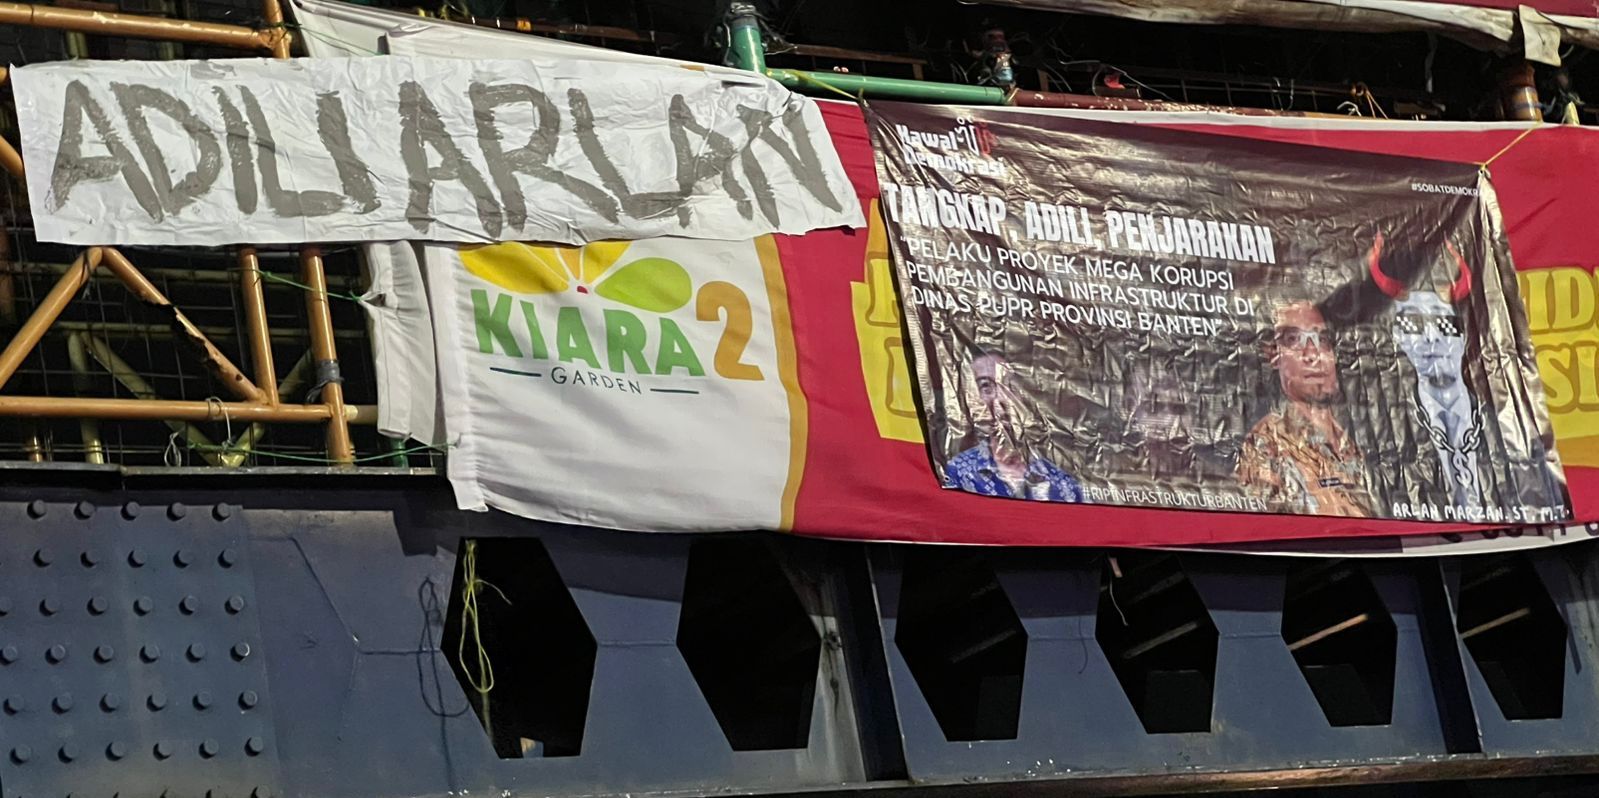 ADILI ARLAN
KIARA 2
GARDEN
Kawal
Demokrasi
TANGKAP, ADILI, PENJARAKAN
"PELAKU PROYEK MEGA KORUPSI
PEMBANGUNAN INFRASTRUKTUR DI
DINAS PUPR PROVINSI BANTEN"
#RIPINFRASTRUKTURBANTEN
ARLAN MARZAN. ST, M.T.